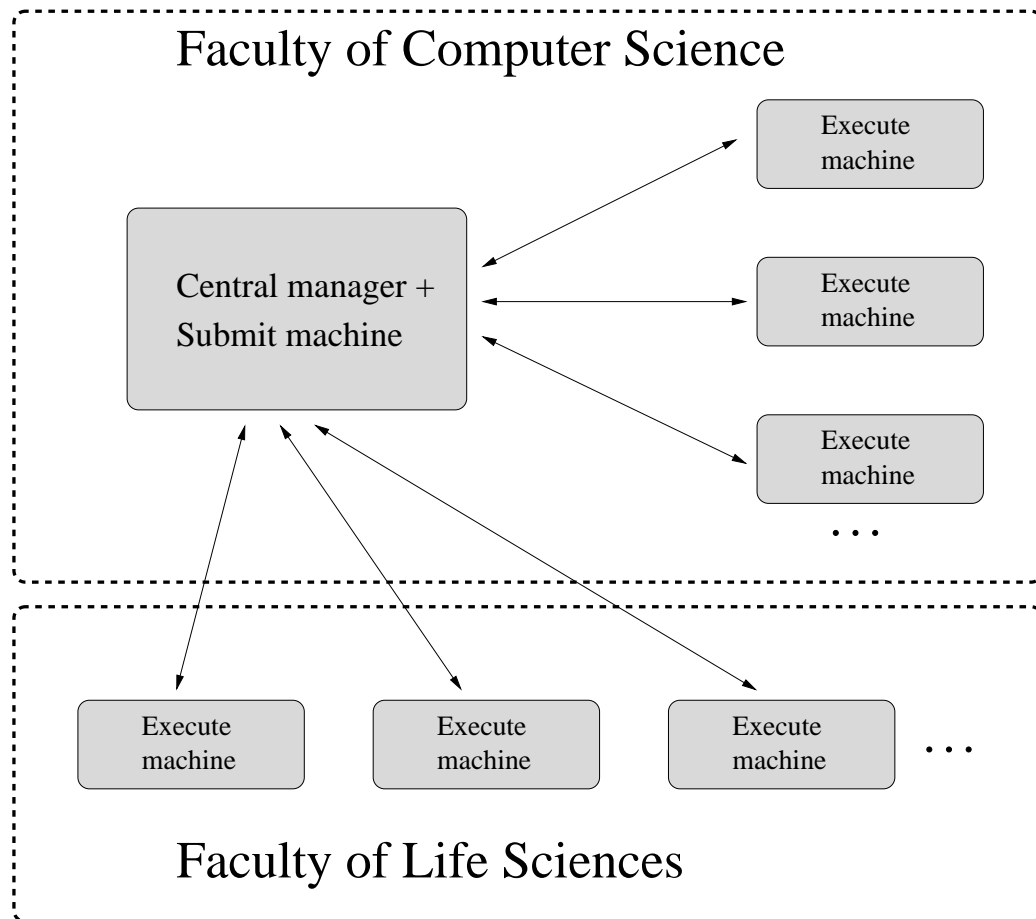 Faculty of Computer Science
Execute
machine
Central manager +
Submit machine
Execute
machine
Execute
machine
. . .
Execute
machine
Execute
machine
Execute
machine
. . .
Faculty of Life Sciences